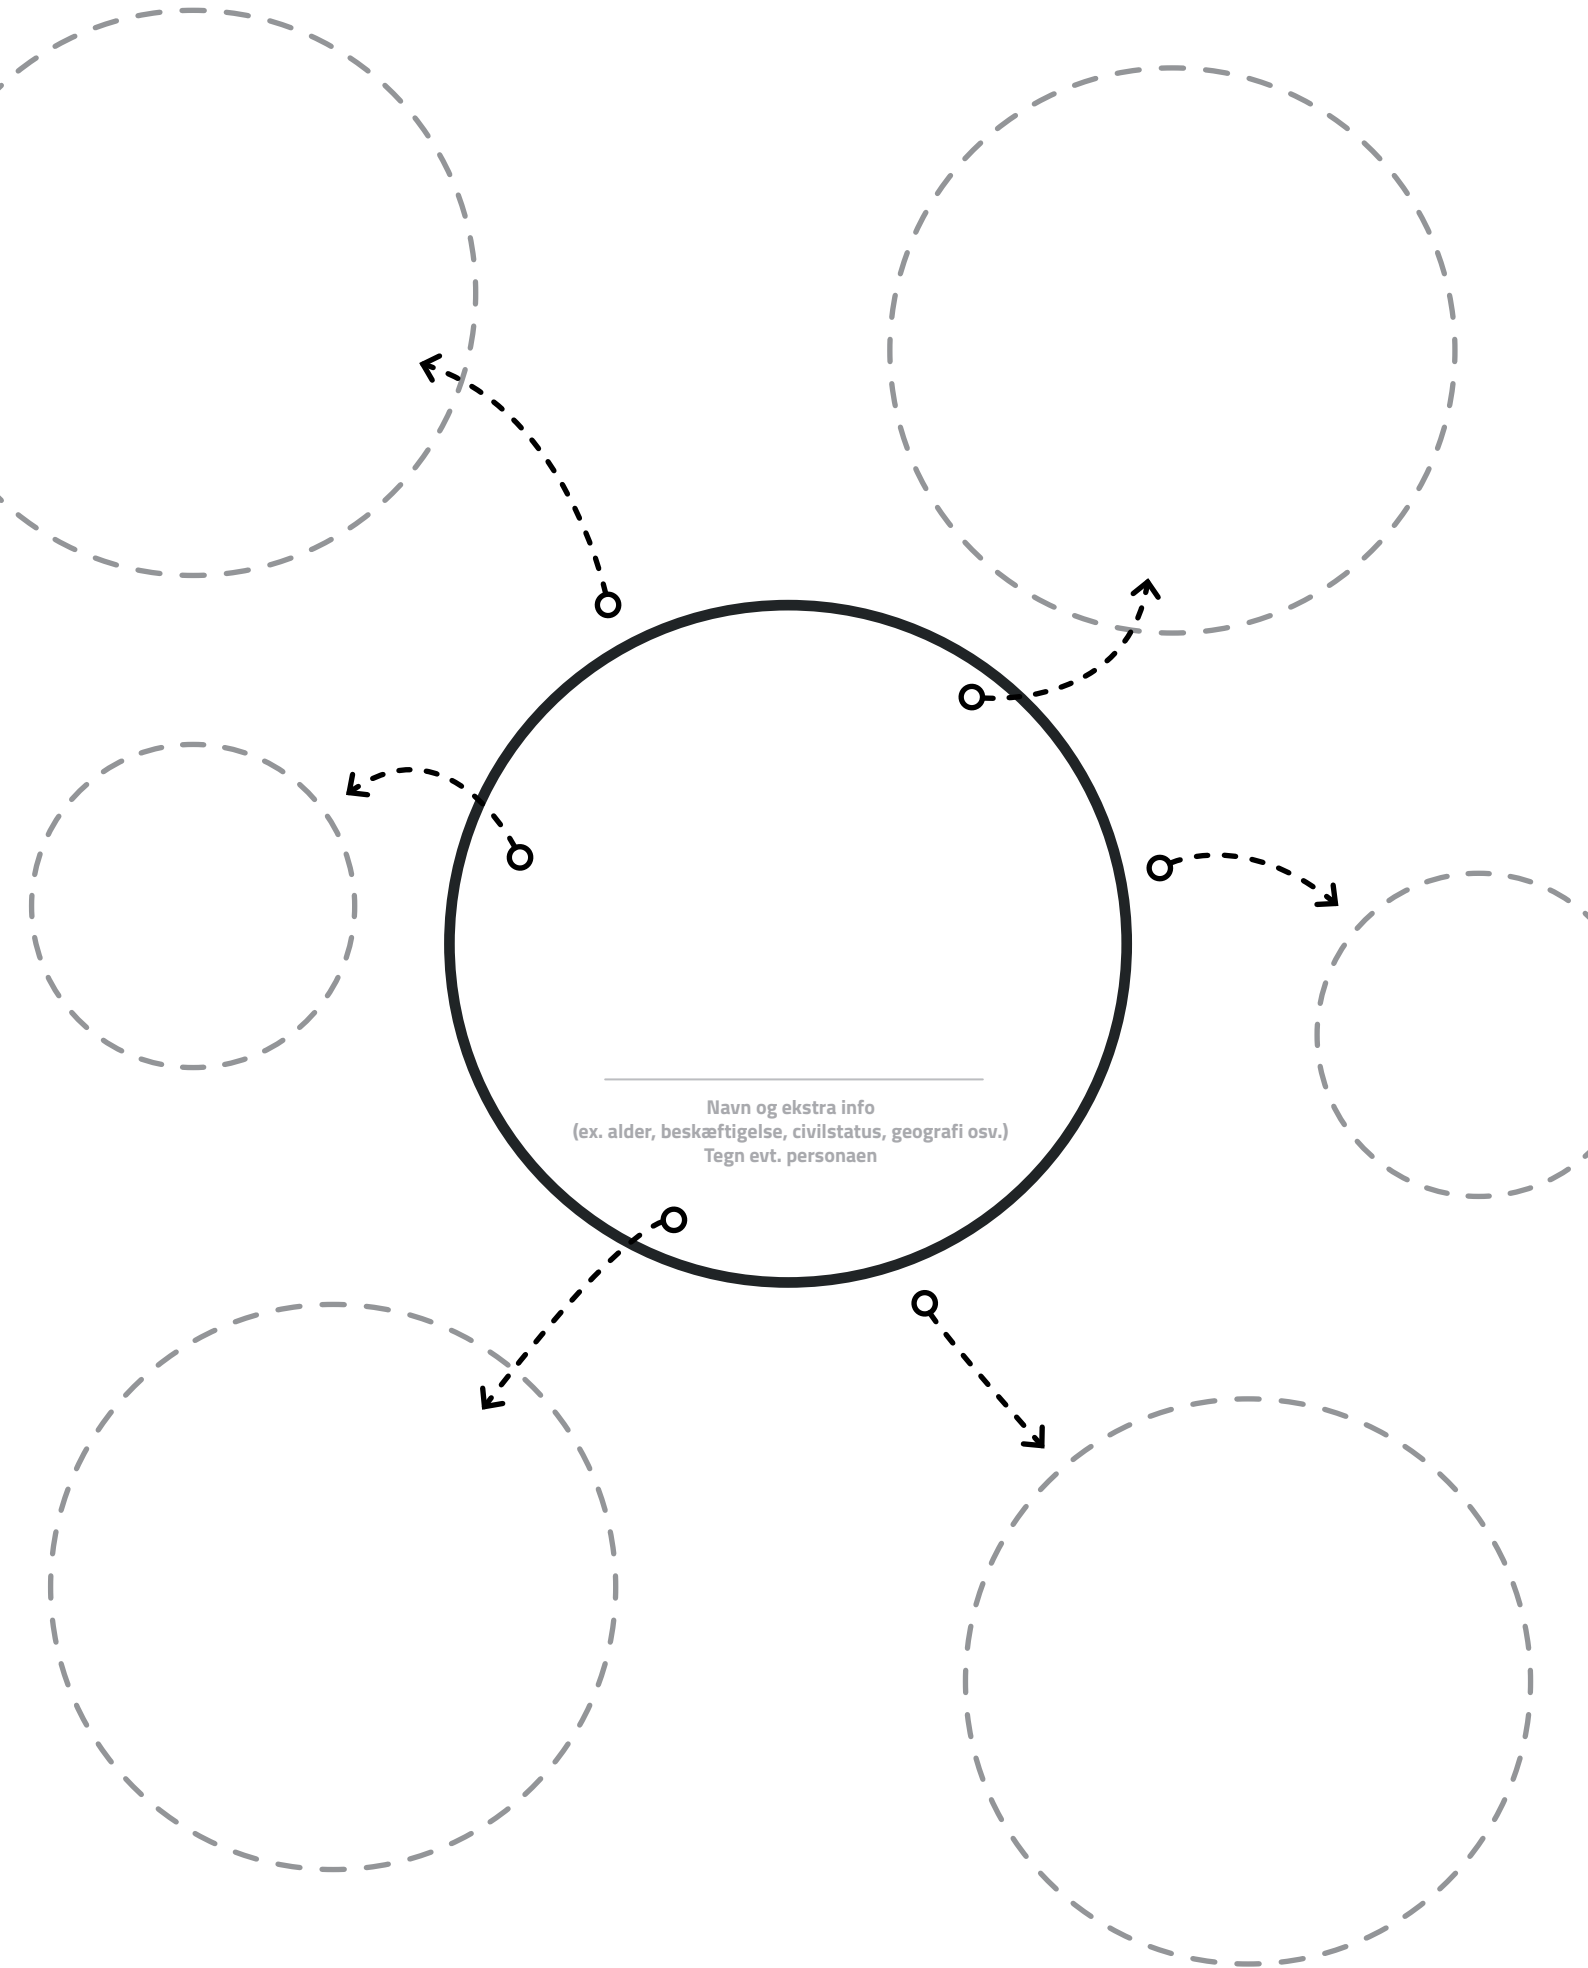 Navn og ekstra info
(ex. alder, beskæftigelse, civilstatus, geografi osv.)
Tegn evt. personaen